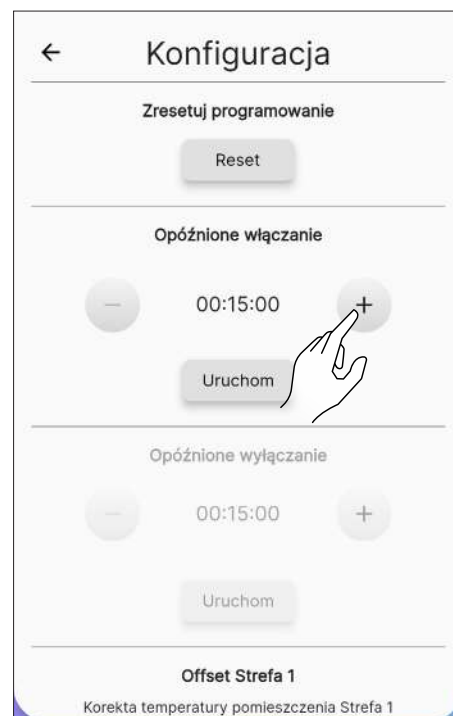 ← Konfiguracja
Zresetuj programowanie
Reset
Opóźnione włączanie
− 00:15:00 +
Uruchom
Opóźnione wyłączanie
− 00:15:00 +
Uruchom
Offset Strefa 1
Korekta temperatury pomieszczenia Strefa 1